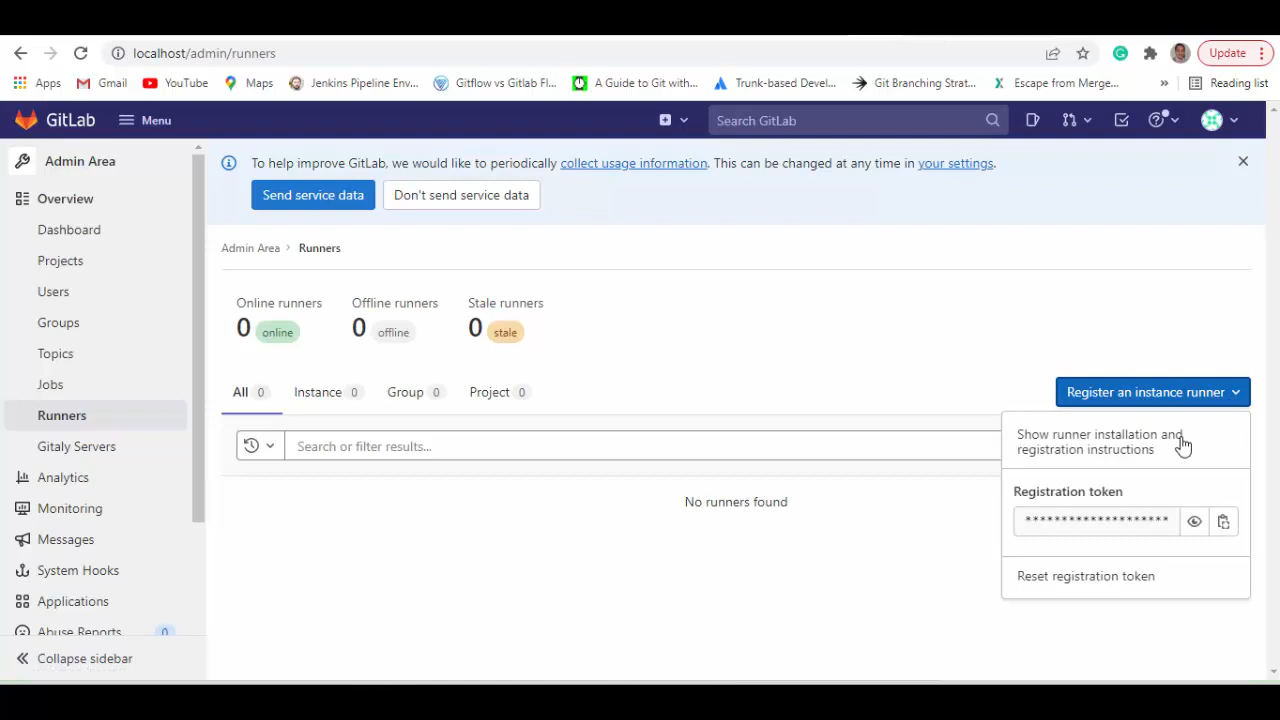 localhost/admin/runners
Update
Apps
Gmail
YouTube
Maps
Jenkins Pipeline Env...
Gitflow vs Gitlab Fl...
A Guide to Git with...
Trunk-based Devel...
Git Branching Strat...
Escape from Merge...
»
Reading list
GitLab
Menu
Search GitLab
Admin Area
Overview
Dashboard
Projects
Users
Groups
Topics
Jobs
Runners
Gitaly Servers
Analytics
Monitoring
Messages
System Hooks
Applications
Abuse Reports 0
Collapse sidebar
To help improve GitLab, we would like to periodically collect usage information. This can be changed at any time in your settings.
Send service data
Don't send service data
Admin Area › Runners
Online runners
0 online
Offline runners
0 offline
Stale runners
0 stale
All 0
Instance 0
Group 0
Project 0
Register an instance runner
Search or filter results...
No runners found
Show runner installation and
registration instructions
Registration token
********************
Reset registration token